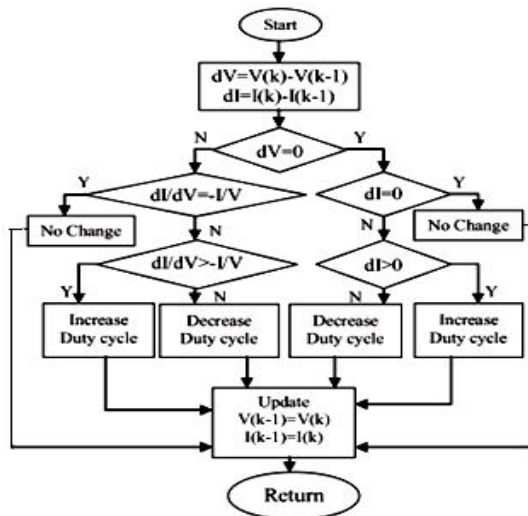 Start
dV=V(k)-V(k-1)
dI=I(k)-I(k-1)
N
Y
dV=0
Y
dI/dV=-I/V
dI=0
Y
No Change
N
N
No Change
dI/dV>-I/V
dI>0
Y
N
N
Y
Increase
Duty cycle
Decrease
Duty cycle
Decrease
Duty cycle
Increase
Duty cycle
Update
V(k-1)=V(k)
I(k-1)=I(k)
Return